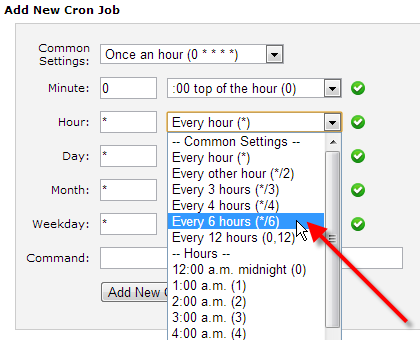 Add New Cron Job
Common Settings: Once an hour (0 * * * *)
Minute: 0 :00 top of the hour (0)
Hour: * Every hour (*)
-- Common Settings --
Every hour (*)
Day: *
Every other hour (*/2)
Every 3 hours (*/3)
Month: *
Every 4 hours (*/4)
Every 6 hours (*/6)
Weekday: *
Every 12 hours (0,12)
-- Hours --
Command:
12:00 a.m. midnight (0)
1:00 a.m. (1)
Add New
2:00 a.m. (2)
3:00 a.m. (3)
4:00 a.m. (4)